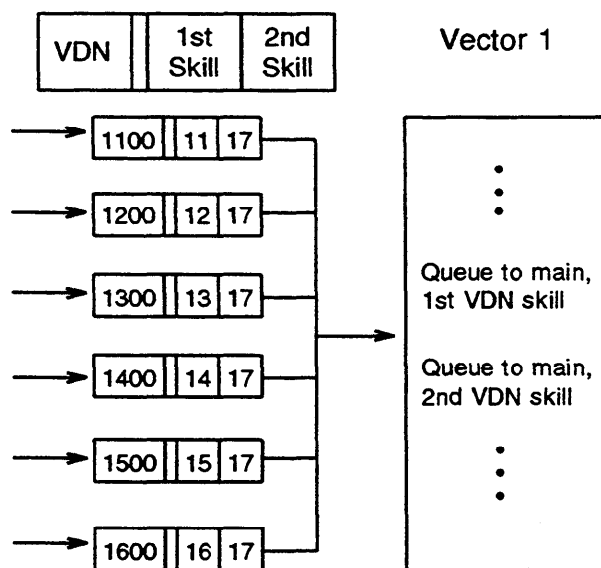 VDN
1st
Skill
2nd
Skill
Vector 1
1100 11 17
1200 12 17
1300 13 17
1400 14 17
1500 15 17
1600 16 17
Queue to main,
1st VDN skill
Queue to main,
2nd VDN skill